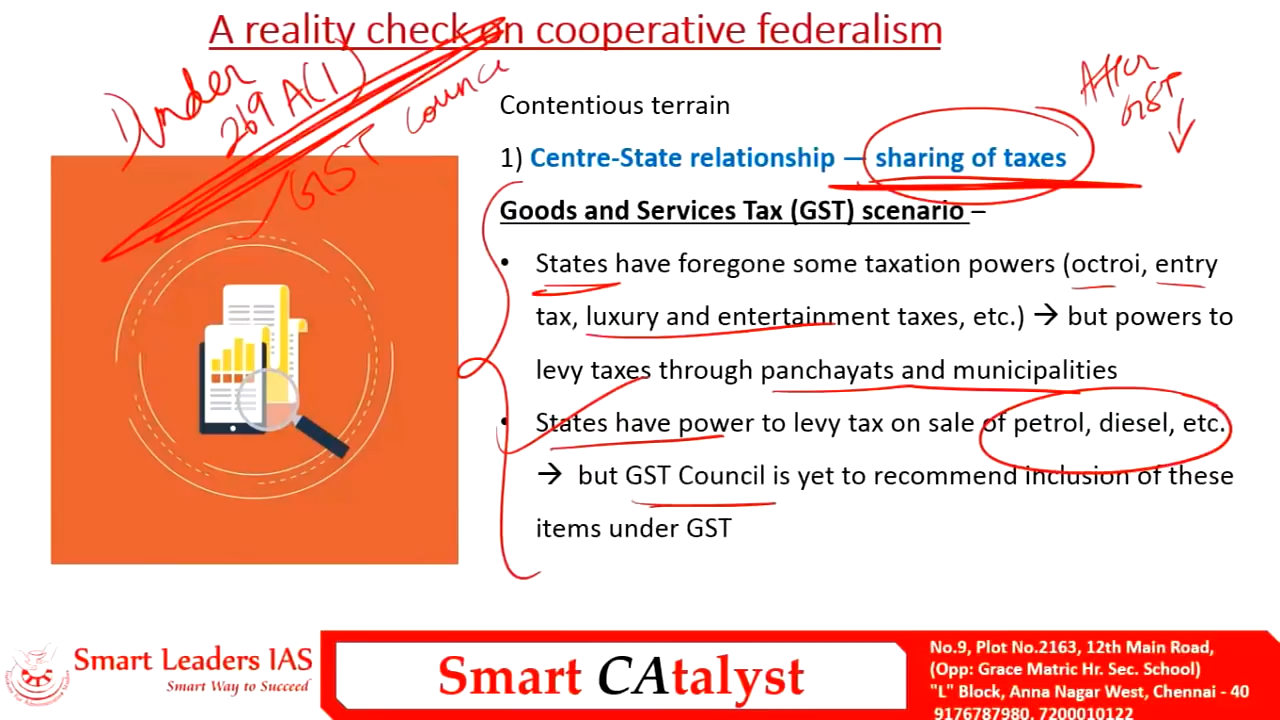 A reality check on cooperative federalism
Under
269 A(1)
GST Council
After
GST
Contentious terrain
1) Centre-State relationship — sharing of taxes
Goods and Services Tax (GST) scenario –
• States have foregone some taxation powers (octroi, entry
tax, luxury and entertainment taxes, etc.) → but powers to
levy taxes through panchayats and municipalities
• States have power to levy tax on sale of petrol, diesel, etc.
→ but GST Council is yet to recommend inclusion of these
items under GST
Smart Leaders IAS
Smart Way to Succeed
Smart CAtalyst
No.9, Plot No.2163, 12th Main Road,
(Opp: Grace Matric Hr. Sec. School)
"L" Block, Anna Nagar West, Chennai - 40
9176787980, 7200010122